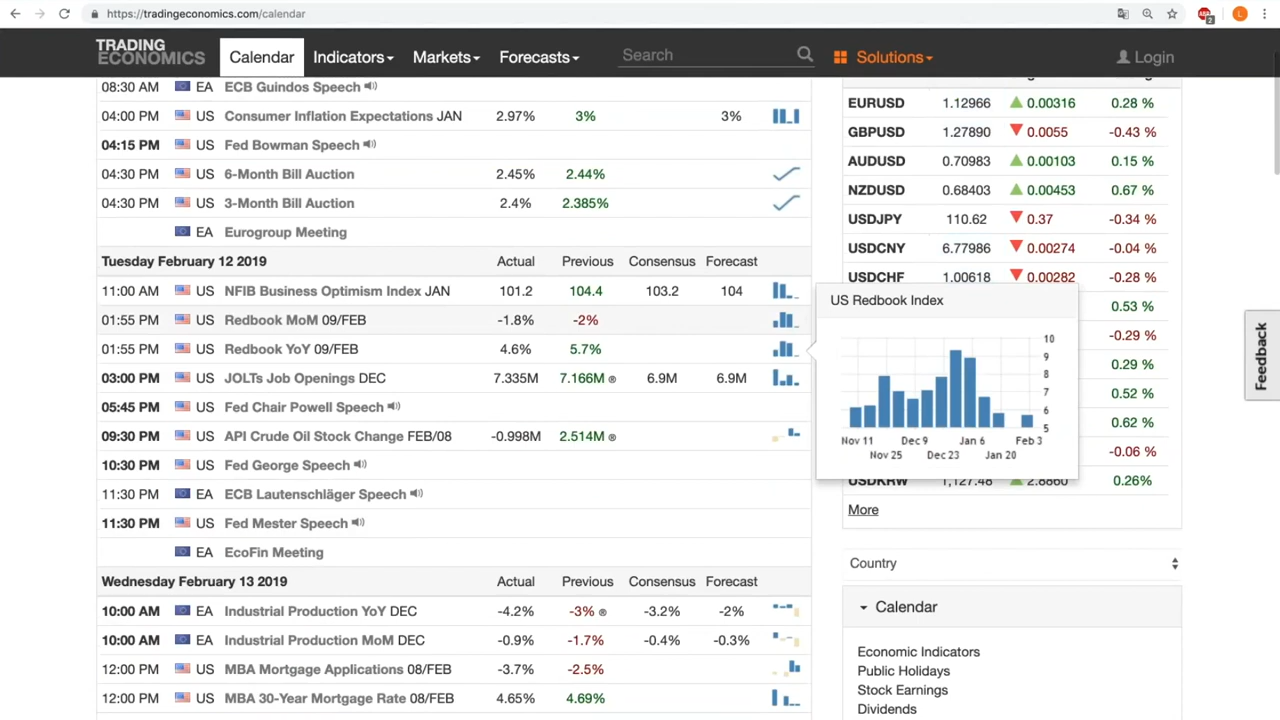 https://tradingeconomics.com/calendar
2
L
TRADING ECONOMICS
Calendar Indicators Markets Forecasts Search Solutions Login
08:30 AM EA ECB Guindos Speech
04:00 PM US Consumer Inflation Expectations JAN 2.97% 3% 3%
04:15 PM US Fed Bowman Speech
04:30 PM US 6-Month Bill Auction 2.45% 2.44%
04:30 PM US 3-Month Bill Auction 2.4% 2.385%
EA Eurogroup Meeting
Tuesday February 12 2019 Actual Previous Consensus Forecast
11:00 AM US NFIB Business Optimism Index JAN 101.2 104.4 103.2 104
01:55 PM US Redbook MoM 09/FEB -1.8% -2%
01:55 PM US Redbook YoY 09/FEB 4.6% 5.7%
03:00 PM US JOLTs Job Openings DEC 7.335M 7.166M ® 6.9M 6.9M
05:45 PM US Fed Chair Powell Speech
09:30 PM US API Crude Oil Stock Change FEB/08 -0.998M 2.514M ®
10:30 PM US Fed George Speech
11:30 PM EA ECB Lautenschläger Speech
11:30 PM US Fed Mester Speech
EA EcoFin Meeting
Wednesday February 13 2019 Actual Previous Consensus Forecast
10:00 AM EA Industrial Production YoY DEC -4.2% -3% ® -3.2% -2%
10:00 AM EA Industrial Production MoM DEC -0.9% -1.7% -0.4% -0.3%
12:00 PM US MBA Mortgage Applications 08/FEB -3.7% -2.5%
12:00 PM US MBA 30-Year Mortgage Rate 08/FEB 4.65% 4.69%
EURUSD 1.12966 0.00316 0.28 %
GBPUSD 1.27890 0.0055 -0.43 %
AUDUSD 0.70983 0.00103 0.15 %
NZDUSD 0.68403 0.00453 0.67 %
USDJPY 110.62 0.37 -0.34 %
USDCNY 6.77986 0.00274 -0.04 %
USDCHF 1.00618 0.00282 -0.28 %
0.53 %
-0.29 %
0.29 %
0.52 %
0.62 %
-0.06 %
USDKRW 1,127.48 2.8860 0.26%
More
US Redbook Index
10
9
8
7
6
5
Nov 11 Dec 9 Jan 6 Feb 3
Nov 25 Dec 23 Jan 20
Feedback
Country
Calendar
Economic Indicators
Public Holidays
Stock Earnings
Dividends